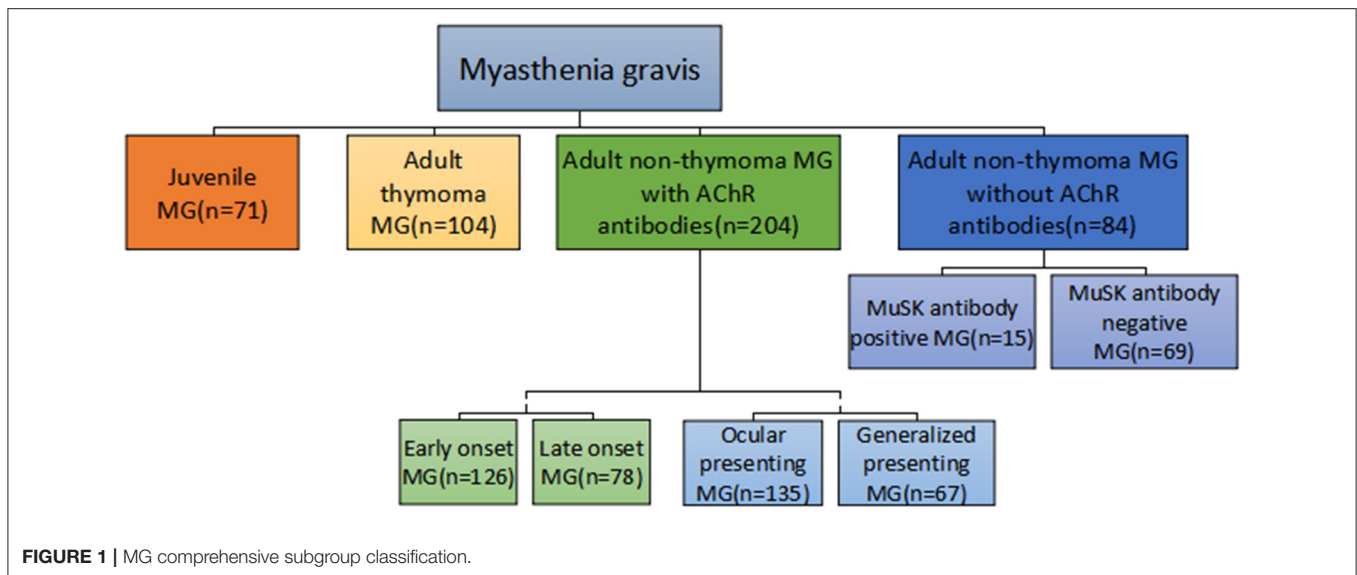 Myasthenia gravis
Juvenile
MG(n=71)
Adult
thymoma
MG(n=104)
Adult non-thymoma MG
with AChR
antibodies(n=204)
Adult non-thymoma MG
without AChR
antibodies(n=84)
MuSK antibody
positive MG(n=15)
MuSK antibody
negative
MG(n=69)
Early onset
MG(n=126)
Late onset
MG(n=78)
Ocular
presenting
MG(n=135)
Generalized
presenting
MG(n=67)
FIGURE 1 | MG comprehensive subgroup classification.